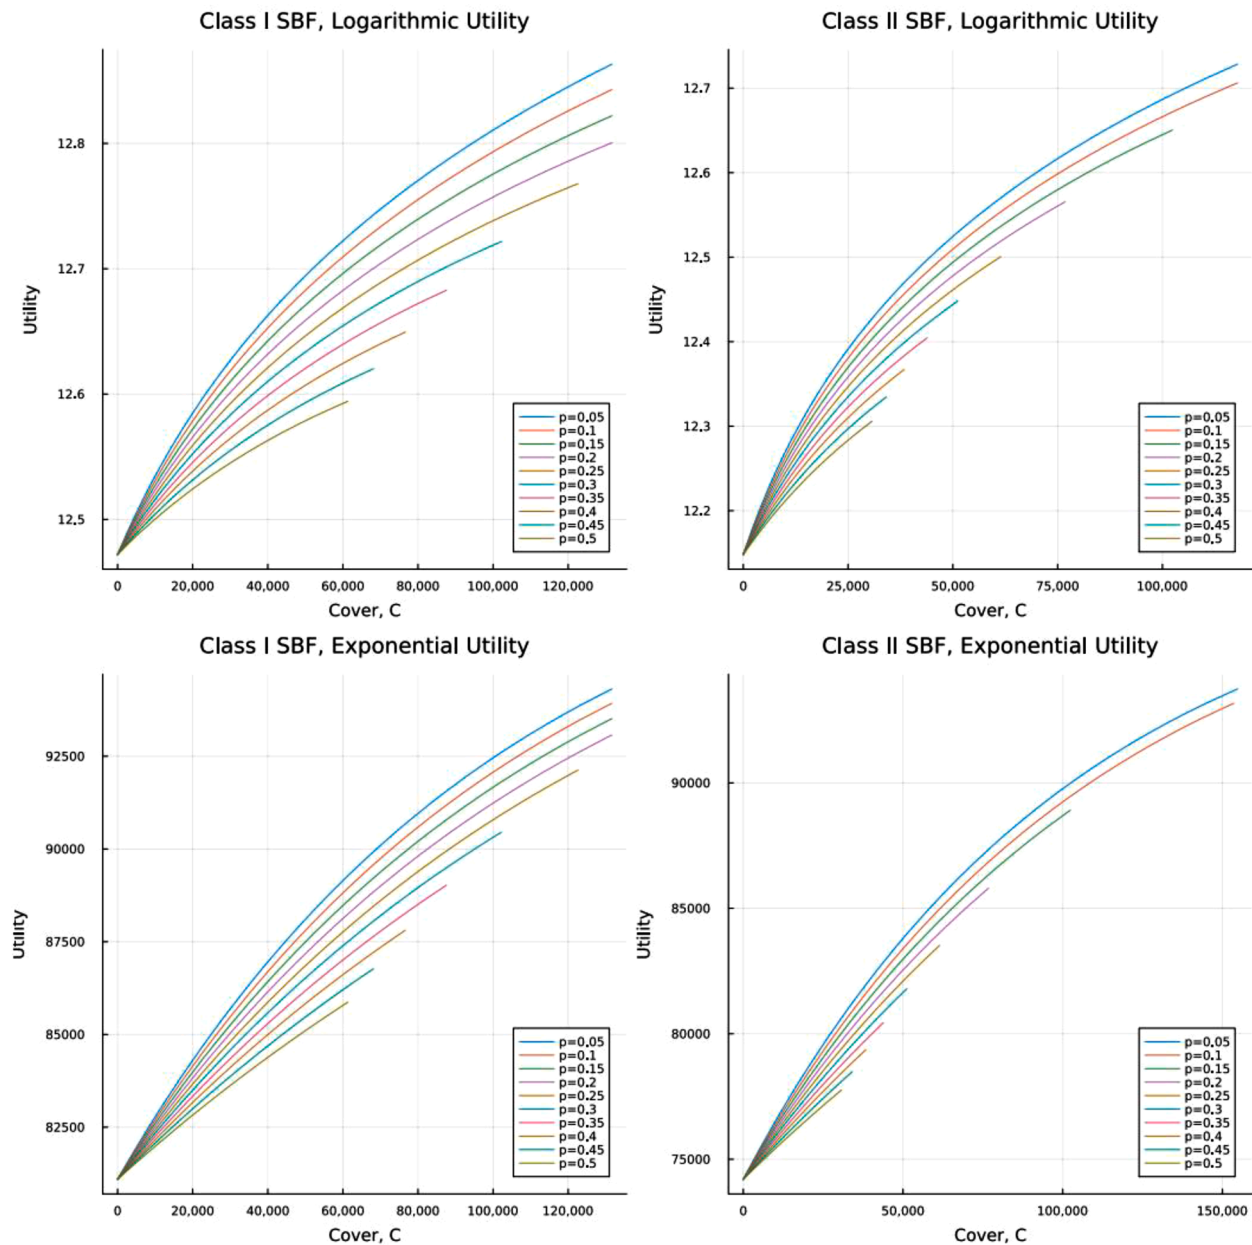 Class I SBF, Logarithmic Utility
12.8
12.7
12.6
12.5
Utility
0 20,000 40,000 60,000 80,000 100,000 120,000
Cover, C
p=0.05
p=0.1
p=0.15
p=0.2
p=0.25
p=0.3
p=0.35
p=0.4
p=0.45
p=0.5
Class II SBF, Logarithmic Utility
12.7
12.6
12.5
12.4
12.3
12.2
Utility
0 25,000 50,000 75,000 100,000
Cover, C
p=0.05
p=0.1
p=0.15
p=0.2
p=0.25
p=0.3
p=0.35
p=0.4
p=0.45
p=0.5
Class I SBF, Exponential Utility
92500
90000
87500
85000
82500
Utility
0 20,000 40,000 60,000 80,000 100,000 120,000
Cover, C
p=0.05
p=0.1
p=0.15
p=0.2
p=0.25
p=0.3
p=0.35
p=0.4
p=0.45
p=0.5
Class II SBF, Exponential Utility
90000
85000
80000
75000
Utility
0 50,000 100,000 150,000
Cover, C
p=0.05
p=0.1
p=0.15
p=0.2
p=0.25
p=0.3
p=0.35
p=0.4
p=0.45
p=0.5